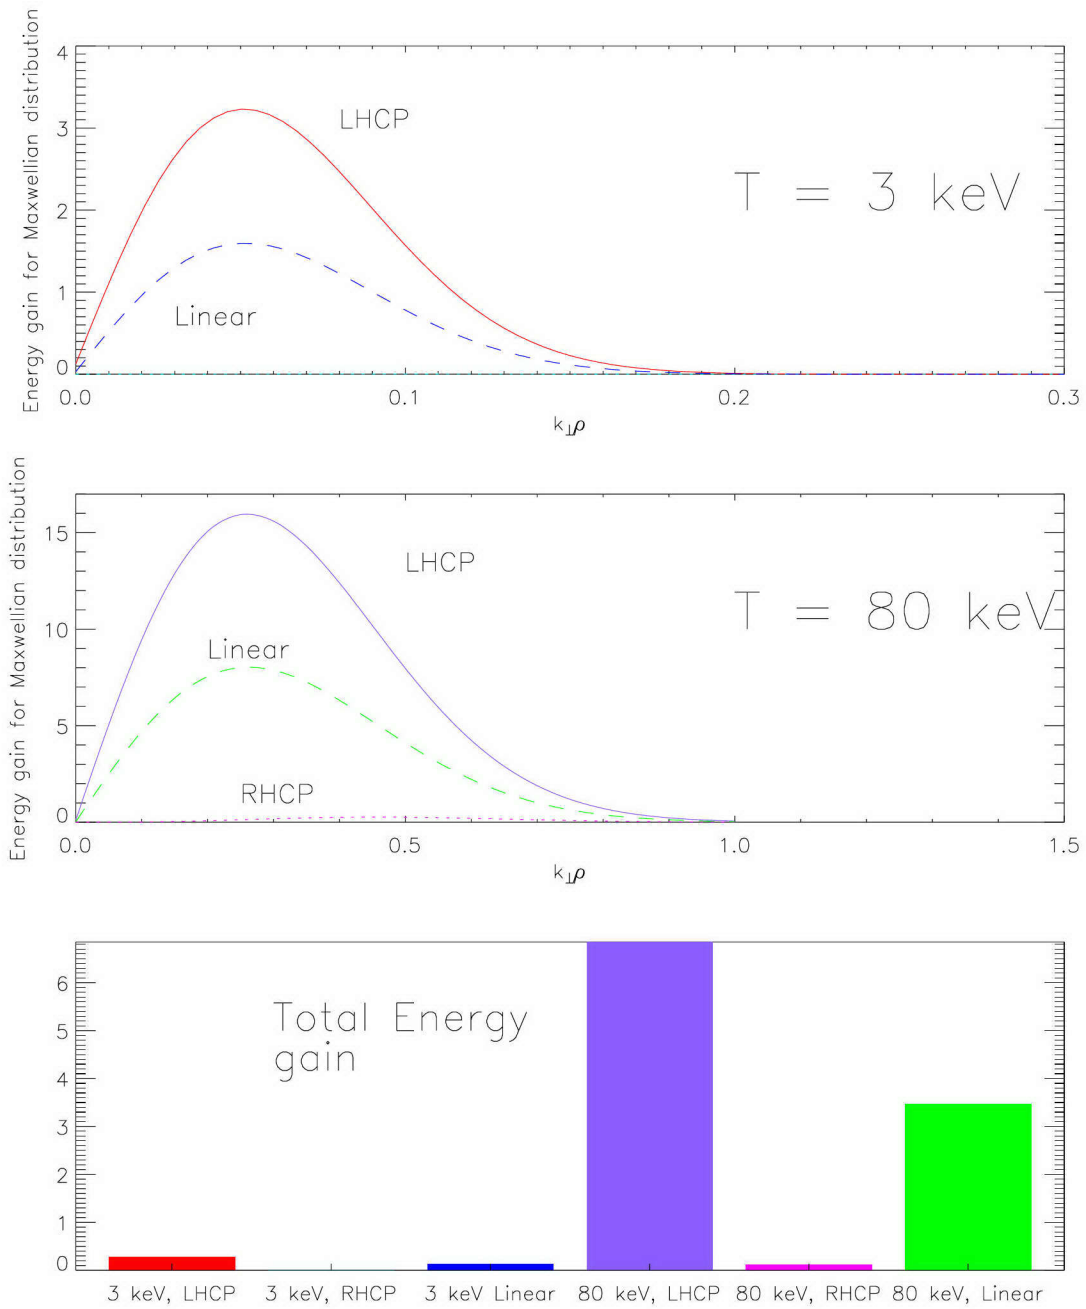 Energy gain for Maxwellian distribution
4
3
2
1
0
LHCP
Linear
T = 3 keV
0.0 0.1 0.2 0.3
k⊥ρ
Energy gain for Maxwellian distribution
15
10
5
0
LHCP
Linear
RHCP
T = 80 keV
0.0 0.5 1.0 1.5
k⊥ρ
6
5
4
3
2
1
0
Total Energy
gain
3 keV, LHCP 3 keV, RHCP 3 keV Linear 80 keV, LHCP 80 keV, RHCP 80 keV, Linear